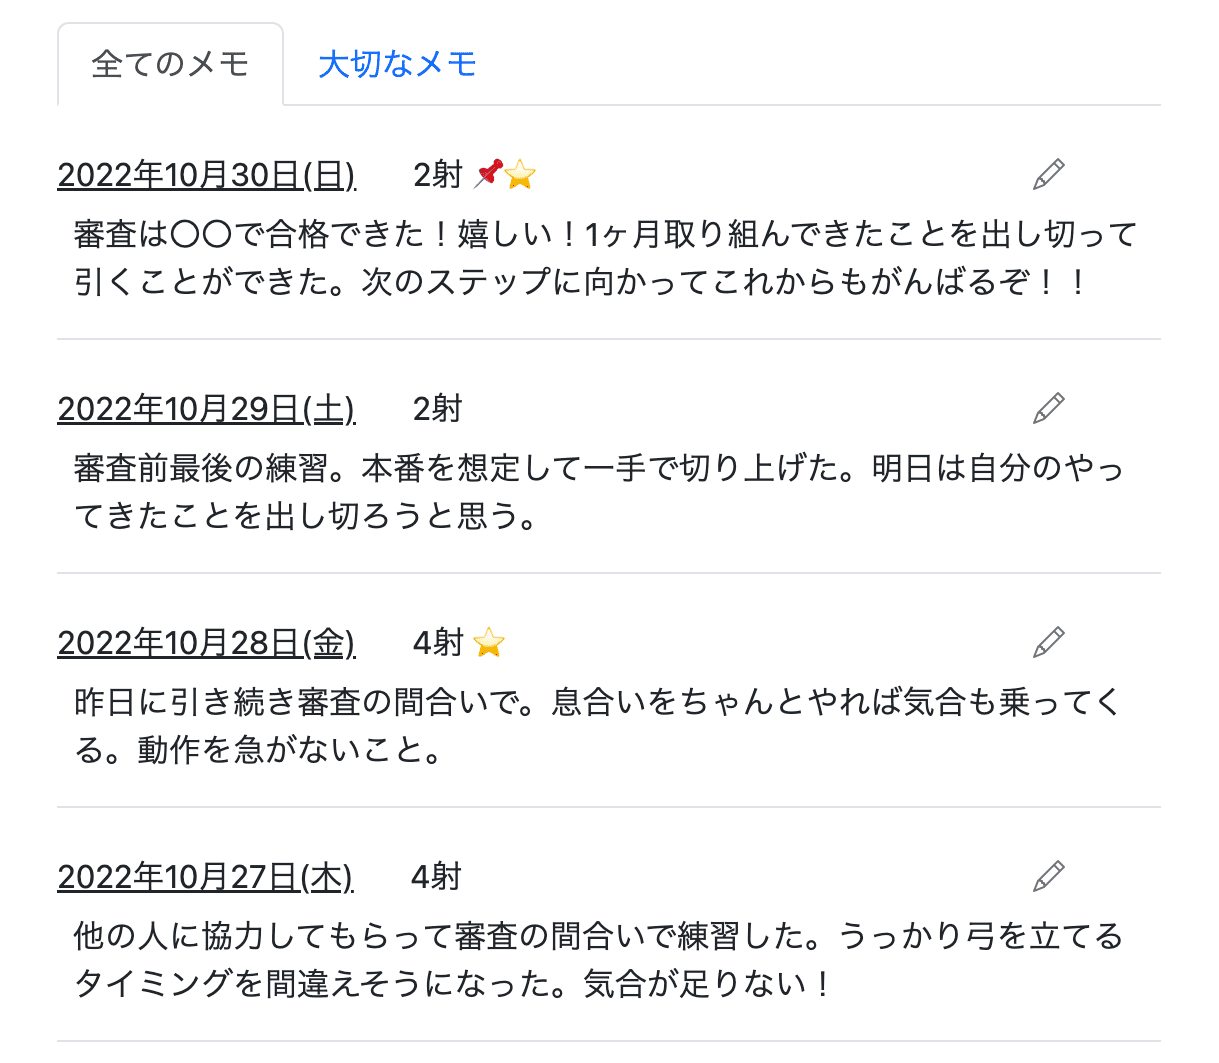 全てのメモ 大切なメモ
2022年10月30日(日) 2射 📌⭐
審査は〇〇で合格できた！嬉しい！1ヶ月取り組んできたことを出し切って
引くことができた。次のステップに向かってこれからもがんばるぞ！！
2022年10月29日(土) 2射
審査前最後の練習。本番を想定して一手で切り上げた。明日は自分のやっ
てきたことを出し切ろうと思う。
2022年10月28日(金) 4射 ⭐
昨日に引き続き審査の間合いで。息合いをちゃんとやれば気合も乗ってく
る。動作を急がないこと。
2022年10月27日(木) 4射
他の人に協力してもらって審査の間合いで練習した。うっかり弓を立てる
タイミングを間違えそうになった。気合が足りない！